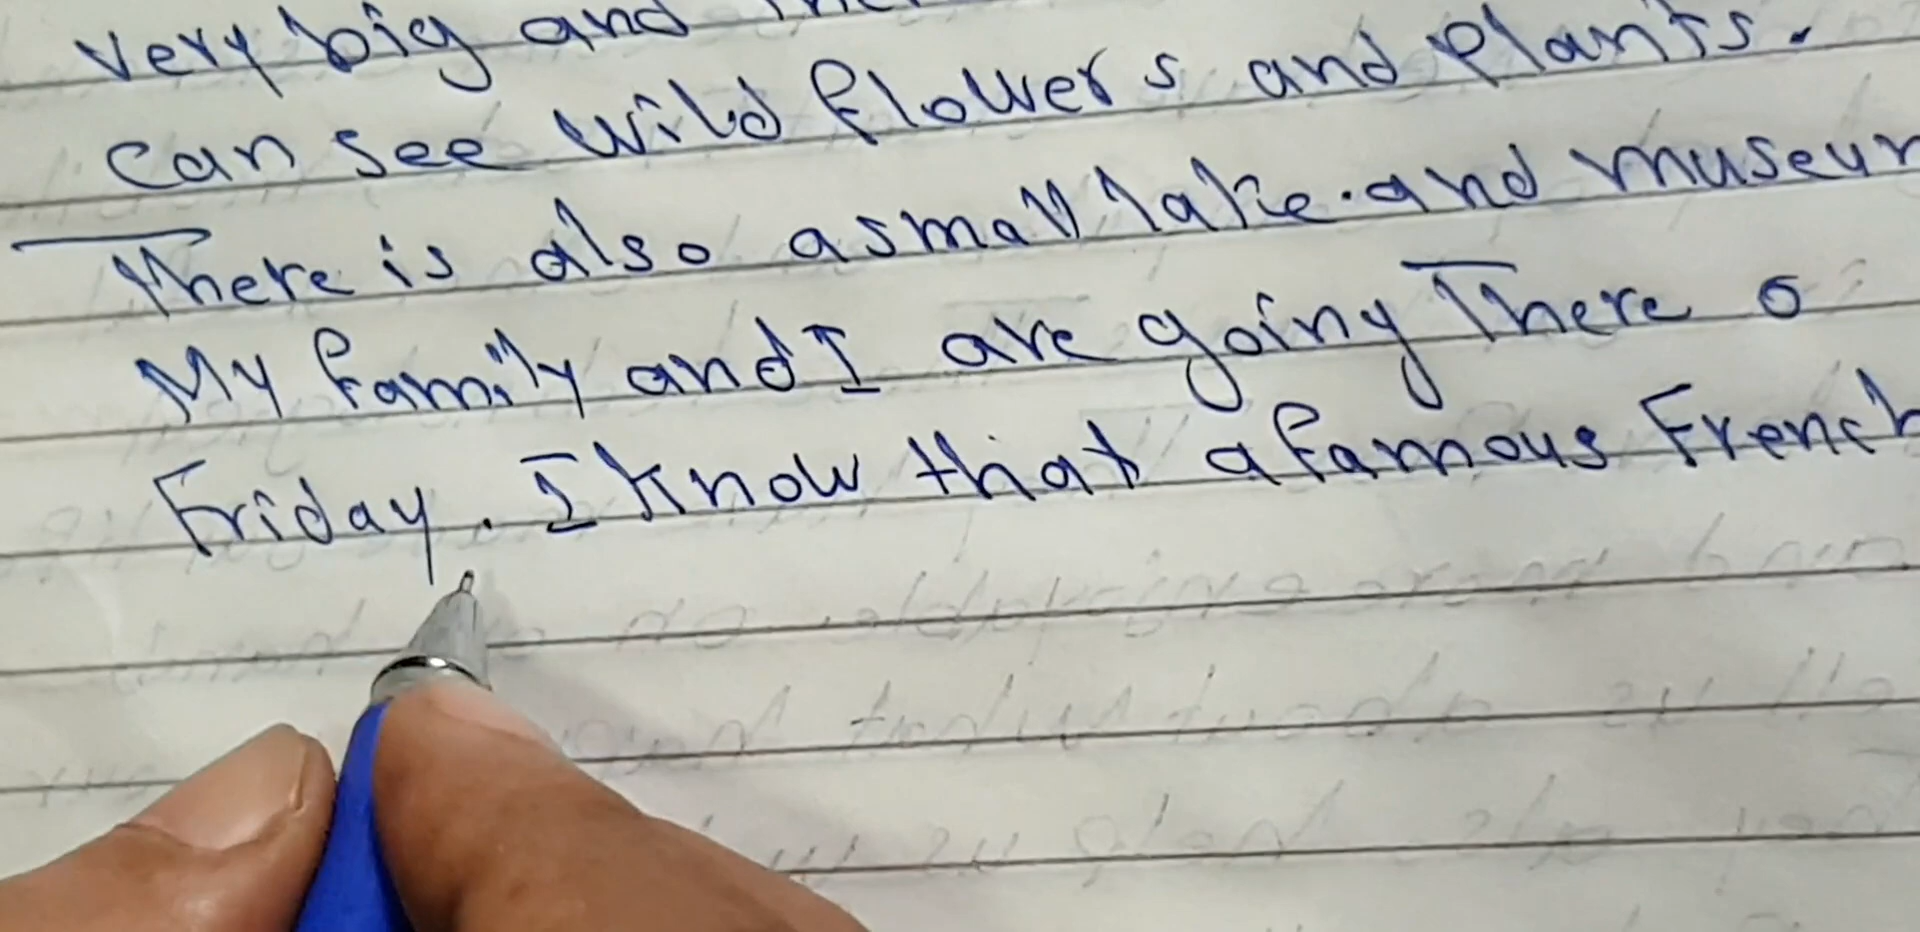 very big and
can see wild flowers and Plants.
There is also a small lake. and
My family and I are going There
Friday. I know that a famous French